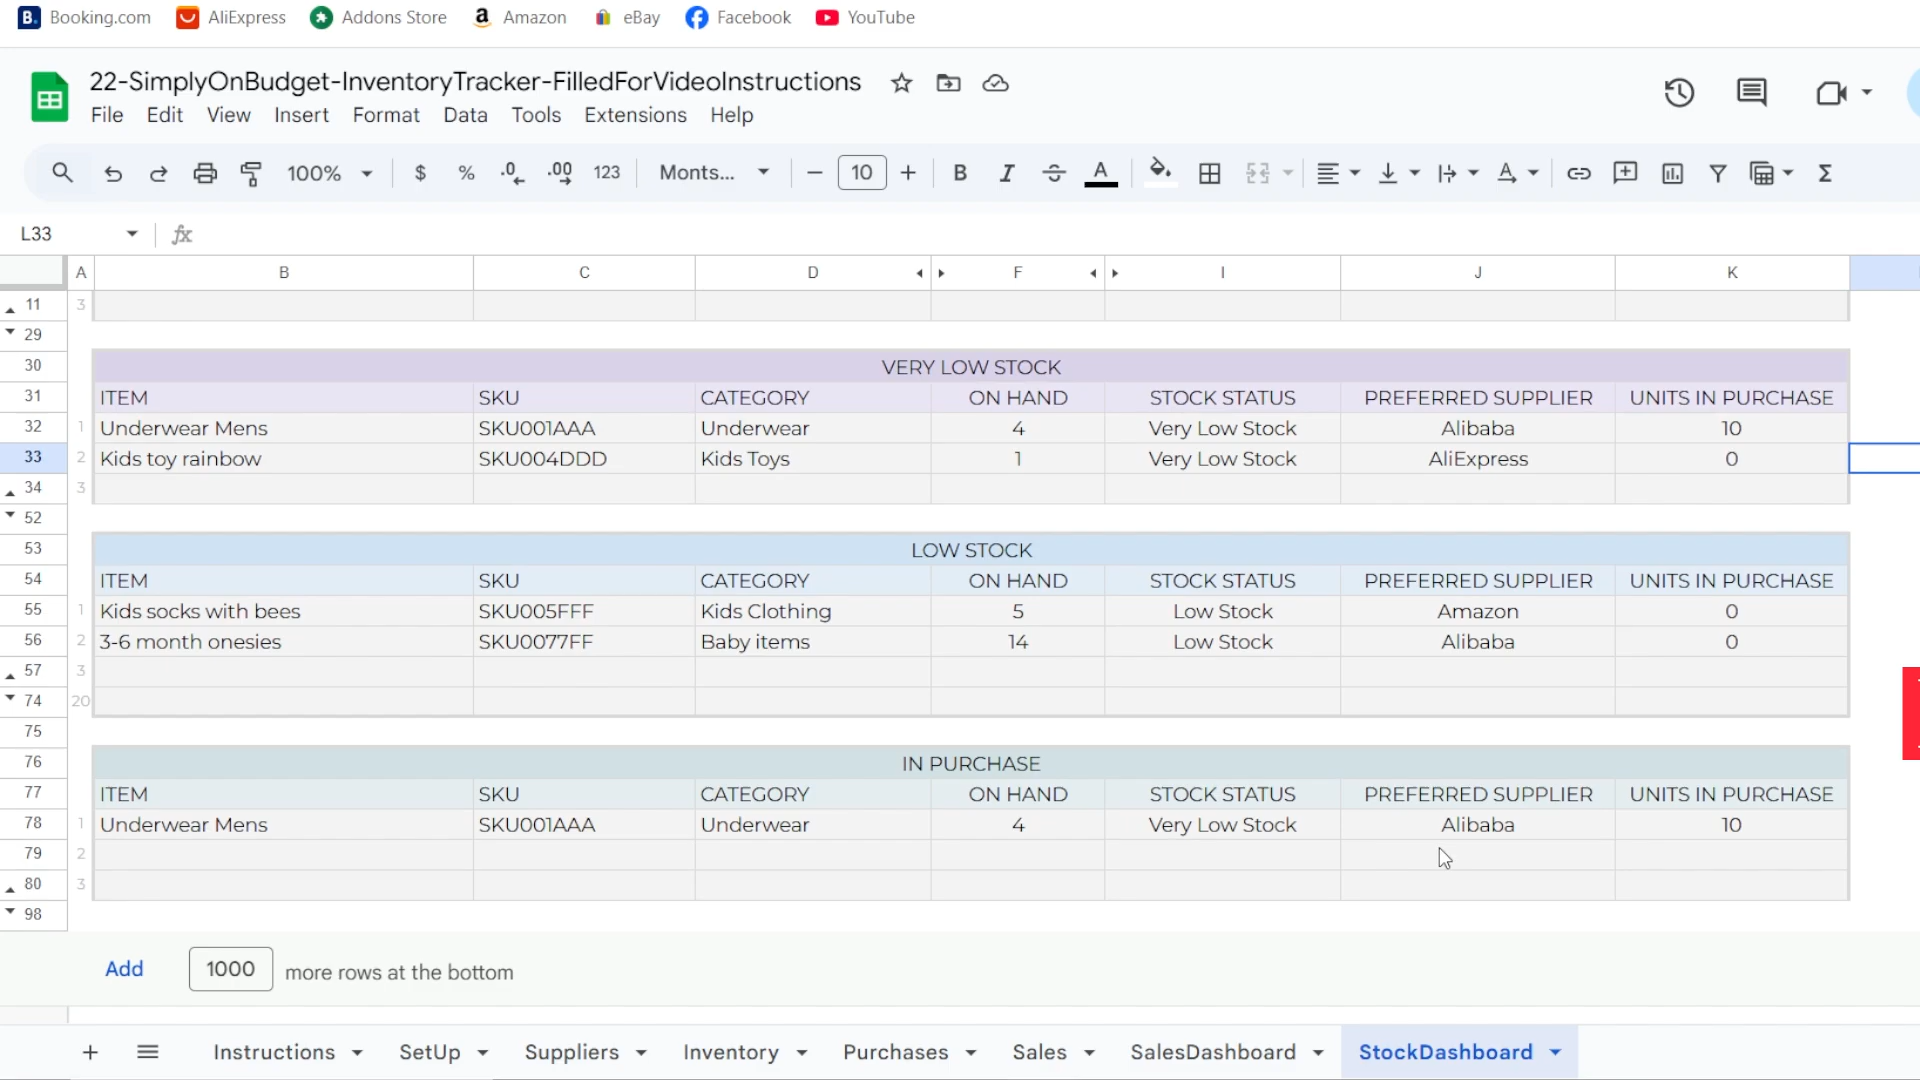 Booking.com AliExpress Addons Store Amazon eBay Facebook YouTube
22-SimplyOnBudget-InventoryTracker-FilledForVideoInstructions
File Edit View Insert Format Data Tools Extensions Help
100% $ % .0 .00 123 Monts... 10 B I A
L33 fx
A B C D F I J K
11 3
29
30 VERY LOW STOCK
31 ITEM SKU CATEGORY ON HAND STOCK STATUS PREFERRED SUPPLIER UNITS IN PURCHASE
32 1 Underwear Mens SKU001AAA Underwear 4 Very Low Stock Alibaba 10
33 2 Kids toy rainbow SKU004DDD Kids Toys 1 Very Low Stock AliExpress 0
34 3
52
53 LOW STOCK
54 ITEM SKU CATEGORY ON HAND STOCK STATUS PREFERRED SUPPLIER UNITS IN PURCHASE
55 1 Kids socks with bees SKU005FFF Kids Clothing 5 Low Stock Amazon 0
56 2 3-6 month onesies SKU0077FF Baby items 14 Low Stock Alibaba 0
57 3
74 20
75
76 IN PURCHASE
77 ITEM SKU CATEGORY ON HAND STOCK STATUS PREFERRED SUPPLIER UNITS IN PURCHASE
78 1 Underwear Mens SKU001AAA Underwear 4 Very Low Stock Alibaba 10
79 2
80 3
98
Add 1000 more rows at the bottom
Instructions SetUp Suppliers Inventory Purchases Sales SalesDashboard StockDashboard